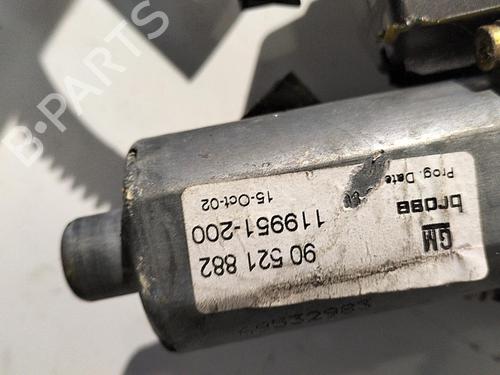 B-PARTS
GM
brose
Prog. Date
90 521 882
119951-200
15-Oct-02